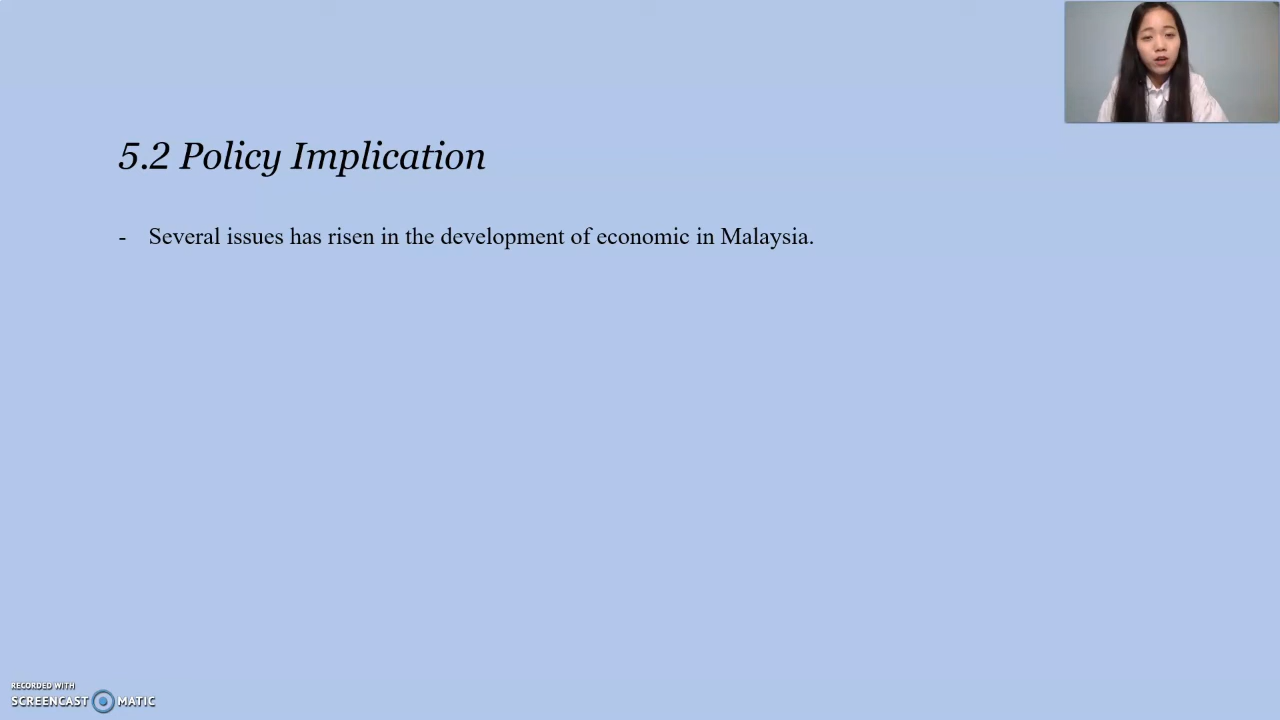 5.2 Policy Implication
- Several issues has risen in the development of economic in Malaysia.
RECORDED WITH
SCREENCAST MATIC